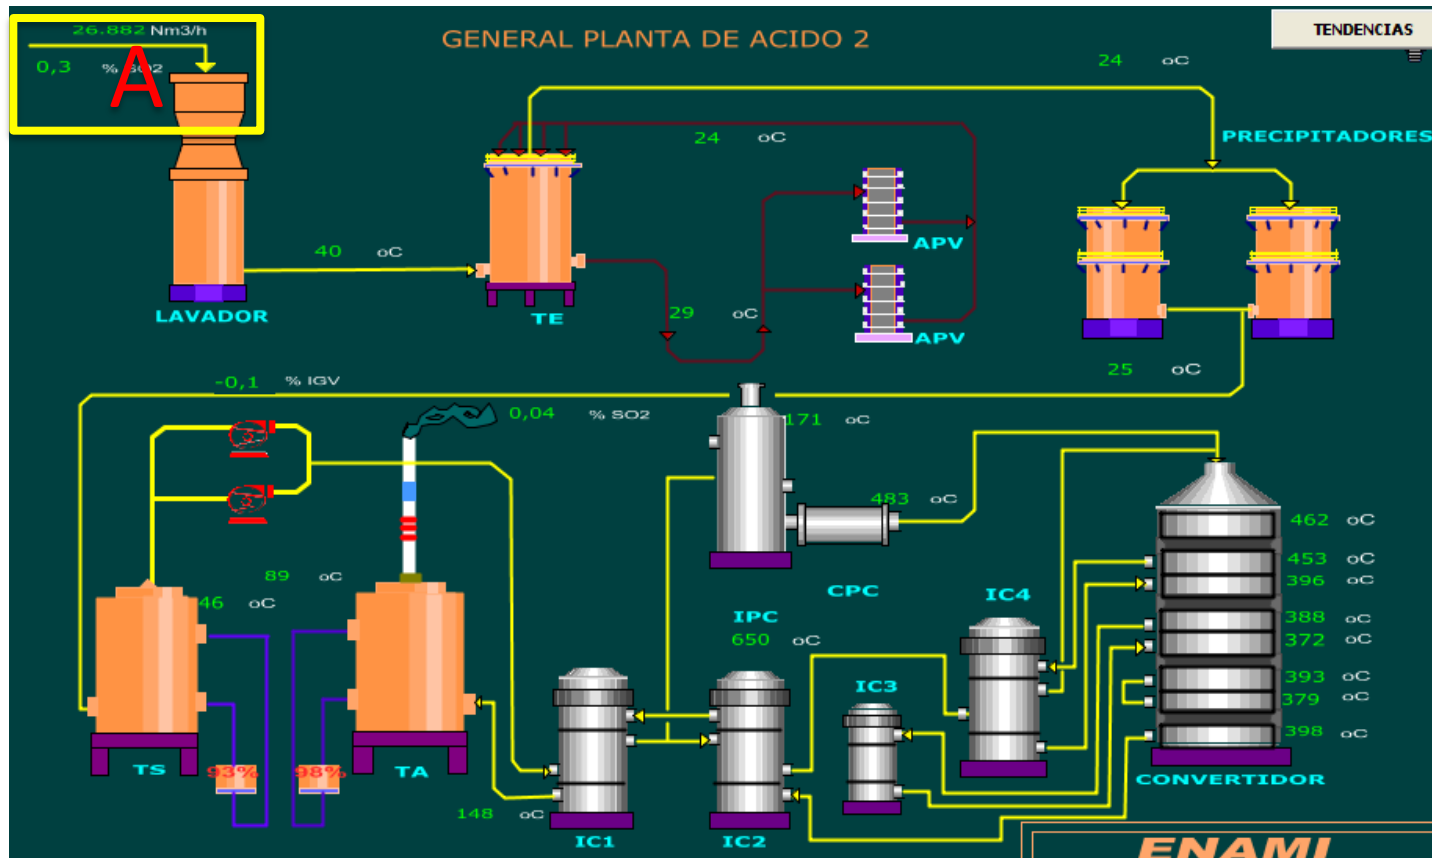 26.882 Nm3/h
GENERAL PLANTA DE ACIDO 2
TENDENCIAS
0,3 % SO2
A
24 oC
24 oC
PRECIPITADORES
APV
40 oC
LAVADOR
TE
29 oC
APV
25 oC
-0,1 % IGV
0,04 % SO2
171 oC
483 oC
462 oC
453 oC
396 oC
89 oC
46 oC
CPC
IC4
IPC
650 oC
388 oC
372 oC
IC3
393 oC
379 oC
398 oC
93%
98%
TS
TA
CONVERTIDOR
148 oC
IC1
IC2
ENAMI